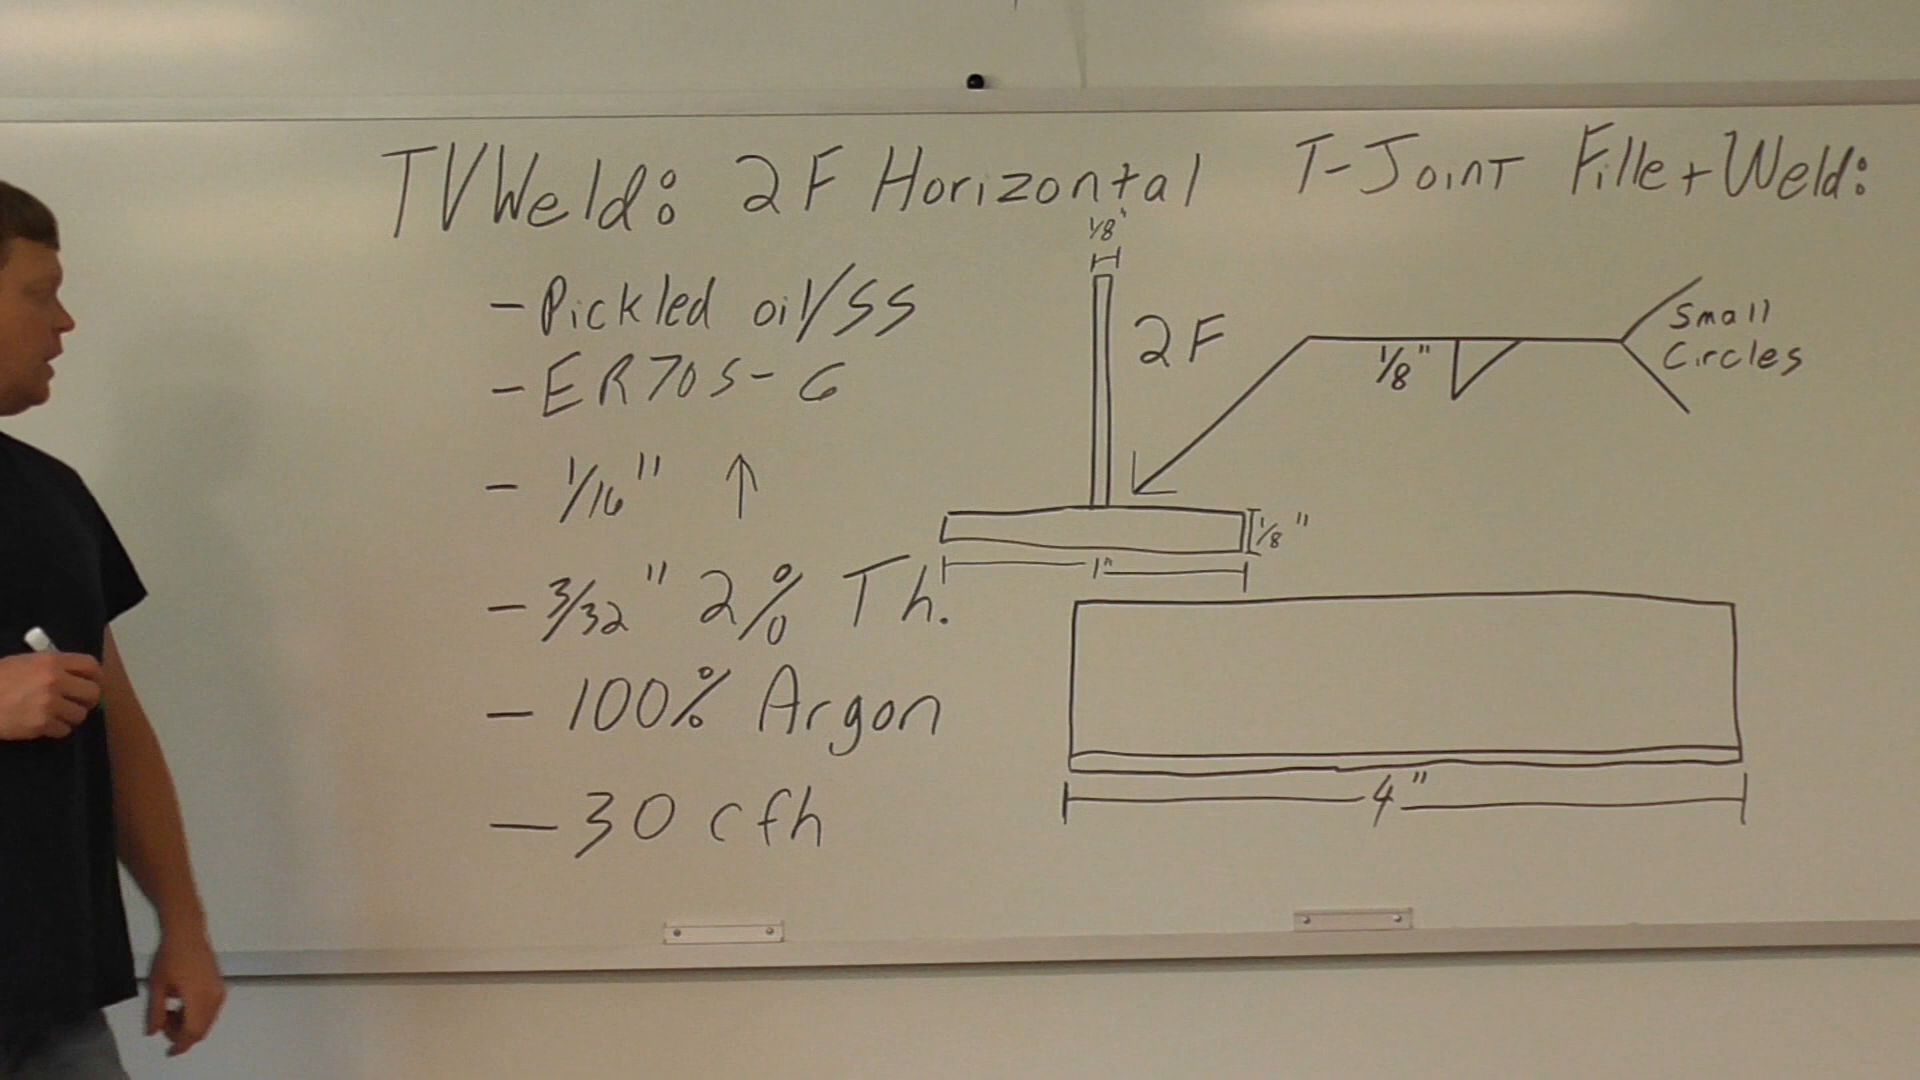 TVWeld: 2F Horizontal T-Joint Fillet Weld:
- Pickled oil/SS
- ER70S-6
- 1/16" ↑
- 3/32" 2% Th.
- 100% Argon
- 30 cfh
1/8"
2F
1/8"
Small
Circles
1/8"
1"
4"